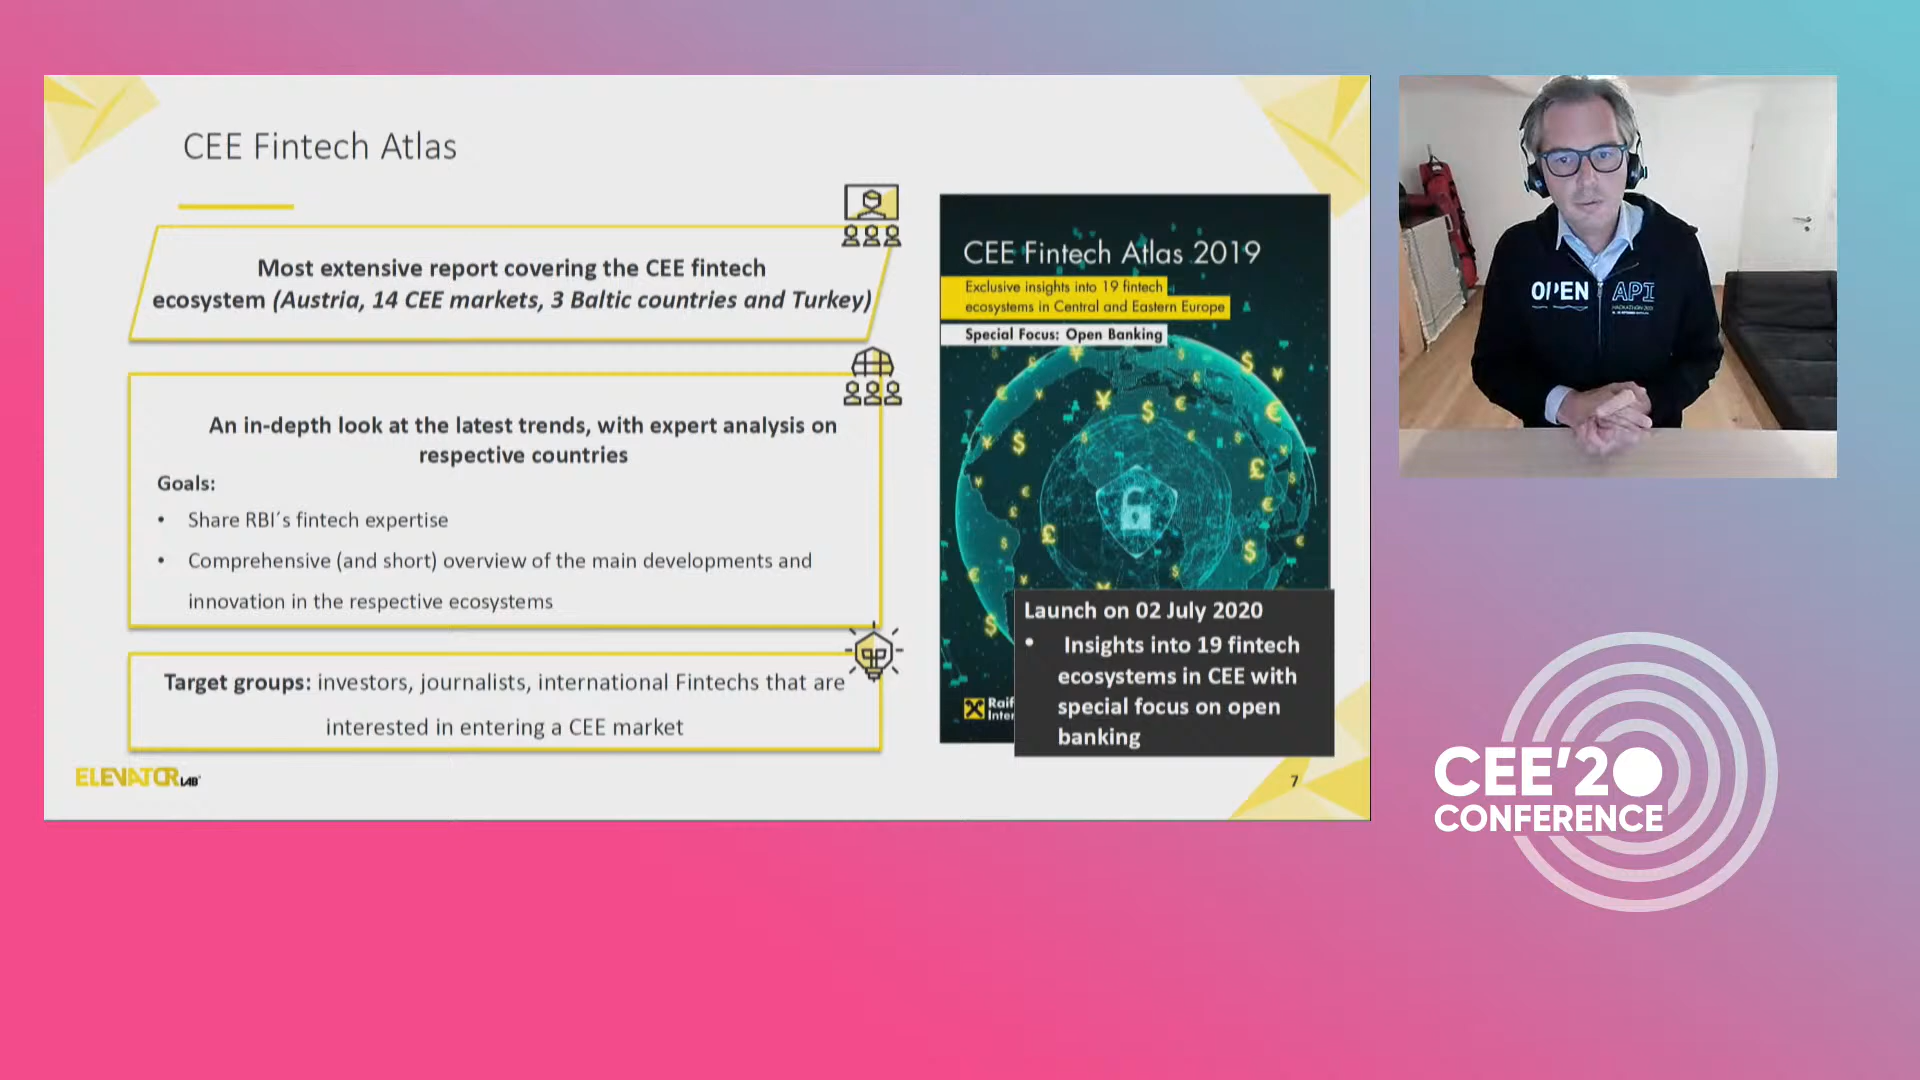 CEE Fintech Atlas
Most extensive report covering the CEE fintech
ecosystem (Austria, 14 CEE markets, 3 Baltic countries and Turkey)
An in-depth look at the latest trends, with expert analysis on
respective countries
Goals:
• Share RBI´s fintech expertise
• Comprehensive (and short) overview of the main developments and
innovation in the respective ecosystems
Target groups: investors, journalists, international Fintechs that are
interested in entering a CEE market
ELEVATOR LAB
CEE Fintech Atlas 2019
Exclusive insights into 19 fintech
ecosystems in Central and Eastern Europe
Special Focus: Open Banking
Raif
Inter
Launch on 02 July 2020
• Insights into 19 fintech
ecosystems in CEE with
special focus on open
banking
7
OPEN API
CEE'20
CONFERENCE